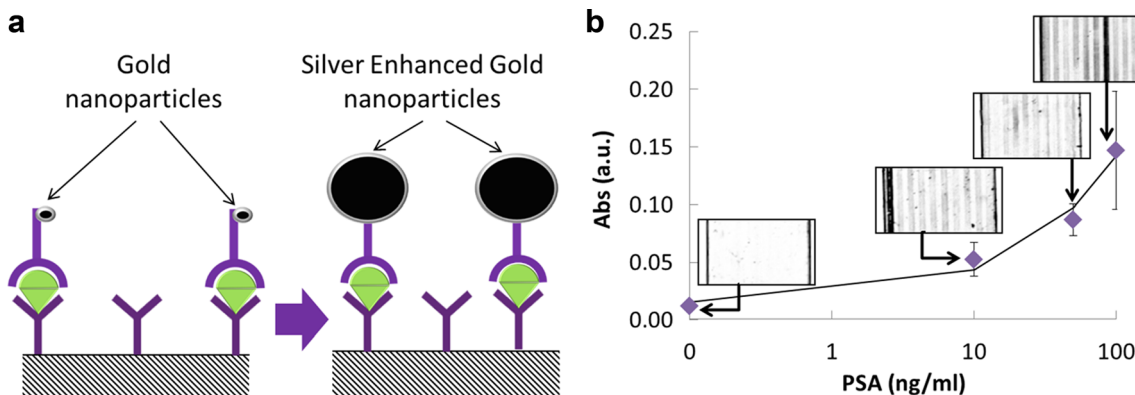 a
Gold
nanoparticles
Silver Enhanced Gold
nanoparticles
b
0.25
0.20
0.15
0.10
0.05
0.00
Abs (a.u.)
0 1 10 100
PSA (ng/ml)